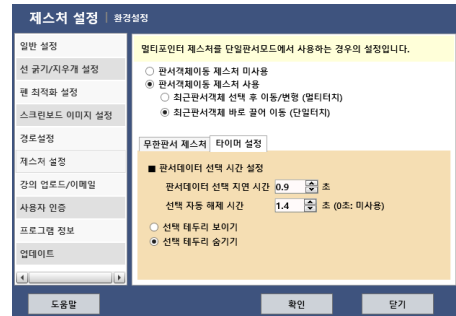 제스처 설정 | 환경설정
일반 설정
선 굵기/지우개 설정
펜 최적화 설정
스크린보드 이미지 설정
경로설정
제스처 설정
강의 업로드/이메일
사용자 인증
프로그램 정보
업데이트
멀티포인터 제스처를 단일판서모드에서 사용하는 경우의 설정입니다.
판서객체이동 제스처 미사용
판서객체이동 제스처 사용
최근판서객체 선택 후 이동/변형 (멀티터치)
최근판서객체 바로 끌어 이동 (단일터치)
무한판서 제스처 타이머 설정
■ 판서데이터 선택 시간 설정
판서데이터 선택 지연 시간 0.9 초
선택 자동 해제 시간 1.4 초 (0초: 미사용)
선택 테두리 보이기
선택 테두리 숨기기
도움말 확인 닫기